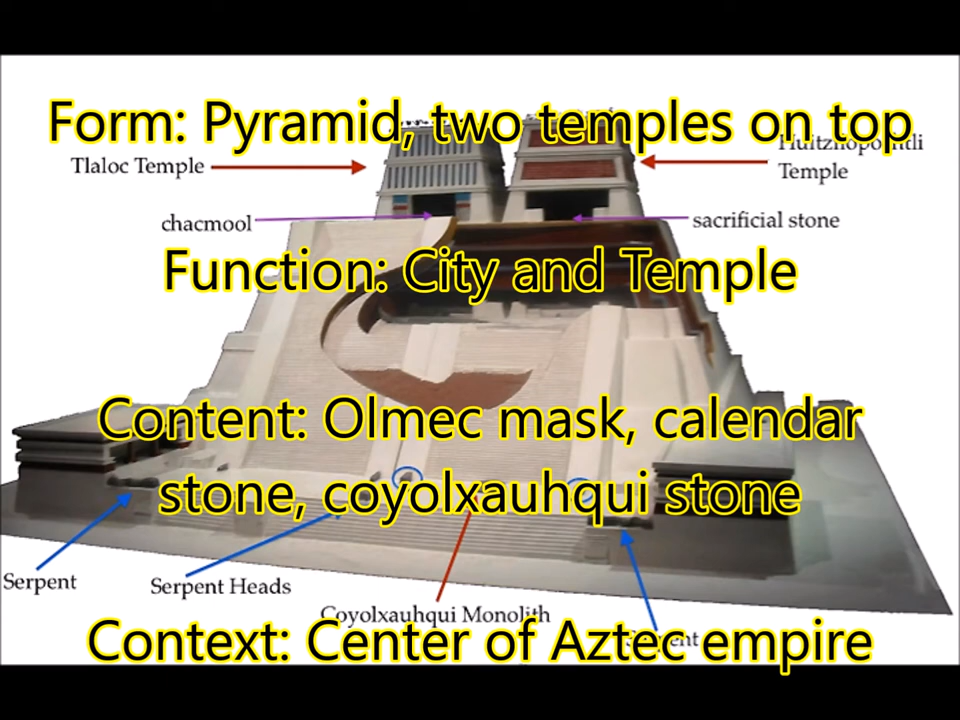 Form: Pyramid, two temples on top
Tlaloc Temple
Temple
chacmool
sacrificial stone
Function: City and Temple
Content: Olmec mask, calendar
stone, coyolxauhqui stone
Serpent
Serpent Heads
Coyolxauhqui Monolith
Context: Center of Aztec empire